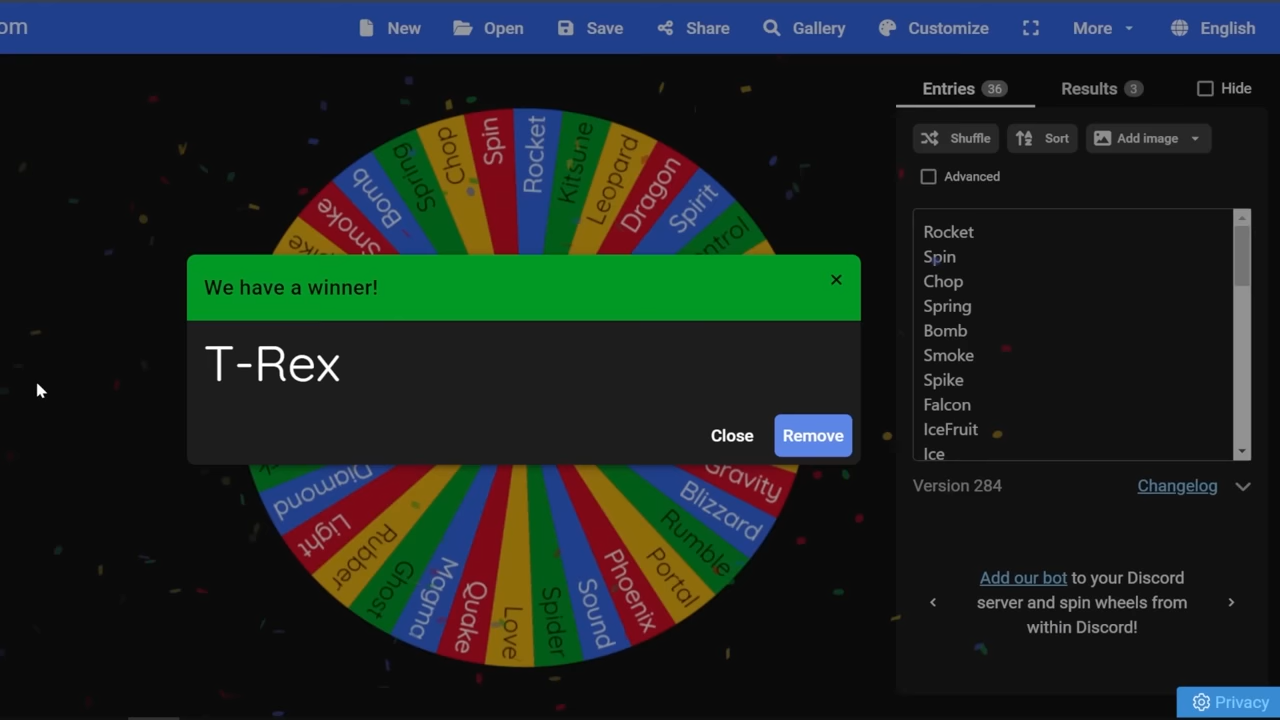 om
New Open Save Share Gallery Customize More English
Entries 36 Results 3 Hide
Shuffle Sort Add image
Advanced
Rocket
Spin
Chop
Spring
Bomb
Smoke
Spike
Falcon
IceFruit
Ice
Version 284 Changelog
Add our bot to your Discord
server and spin wheels from
within Discord!
Privacy
We have a winner!
T-Rex
Close Remove
Smoke
Bomb
Spring
Chop
Spin
Rocket
Kitsune
Leopard
Dragon
Spirit
Gravity
Blizzard
Rumble
Portal
Phoenix
Sound
Spider
Love
Quake
Magma
Ghost
Rubber
Light
Diamond